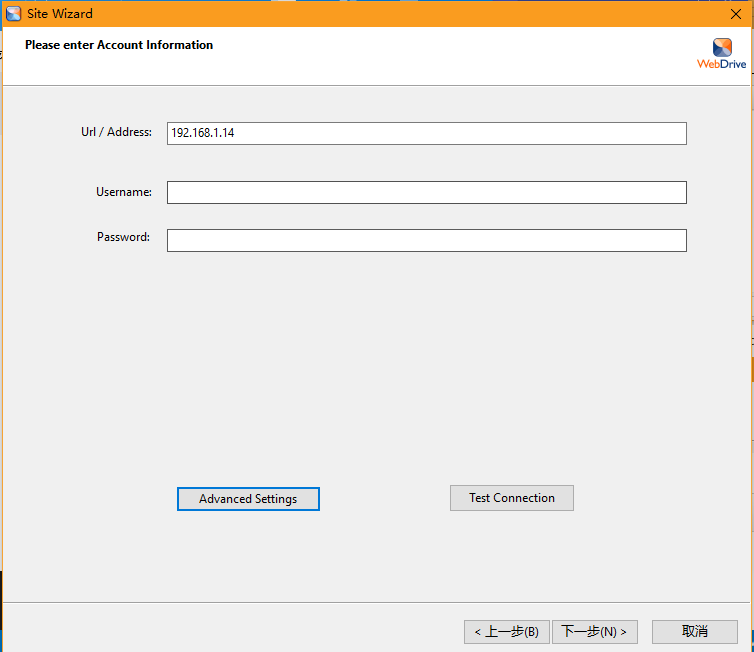 Site Wizard
Please enter Account Information
WebDrive
Url / Address:
192.168.1.14
Username:
Password:
Advanced Settings
Test Connection
< 上一步(B)
下一步(N) >
取消